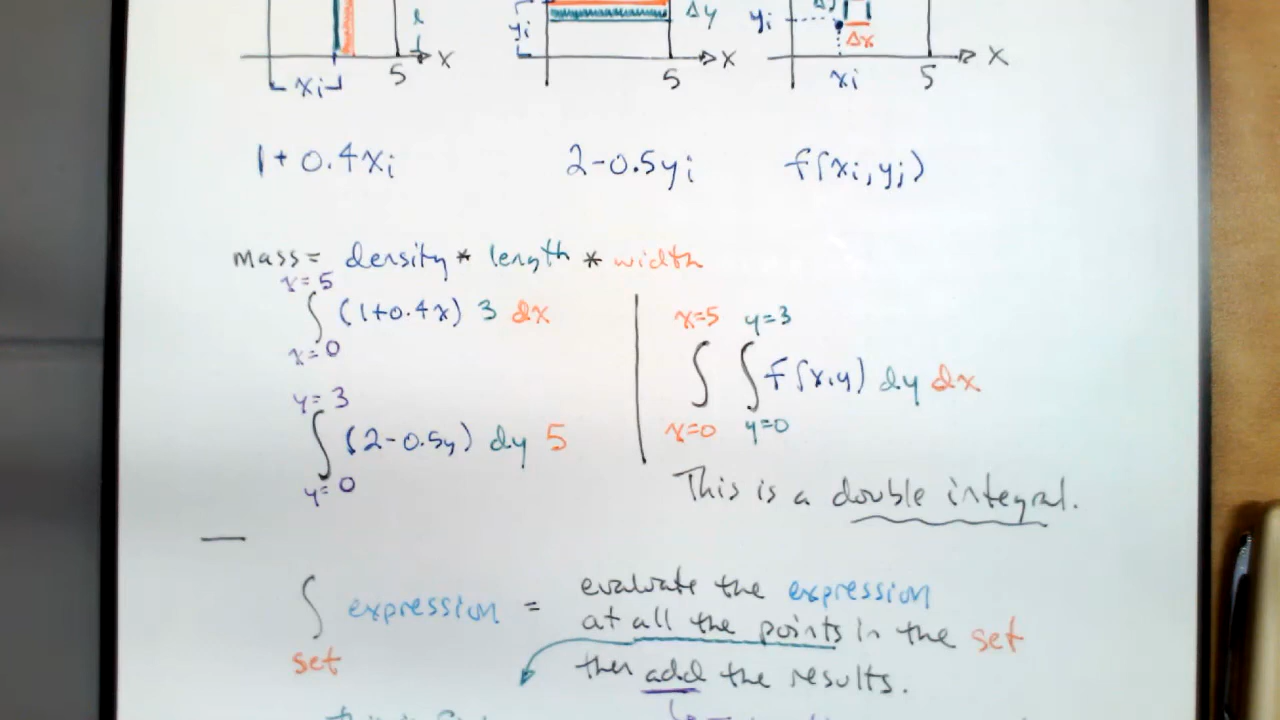 yi Δy yi Δx
x x x
xi 5 5 xi 5
1+0.4xi 2-0.5yi f(xi,yj)
mass= density * length * width
x=5
∫ (1+0.4x) 3 dx
x=0
y=3
∫ (2-0.5y) dy 5
y=0
x=5 y=3
∫ ∫ f(x,y) dy dx
x=0 y=0
This is a double integral.
∫ expression =
set
evaluate the expression
at all the points in the set
then add the results.